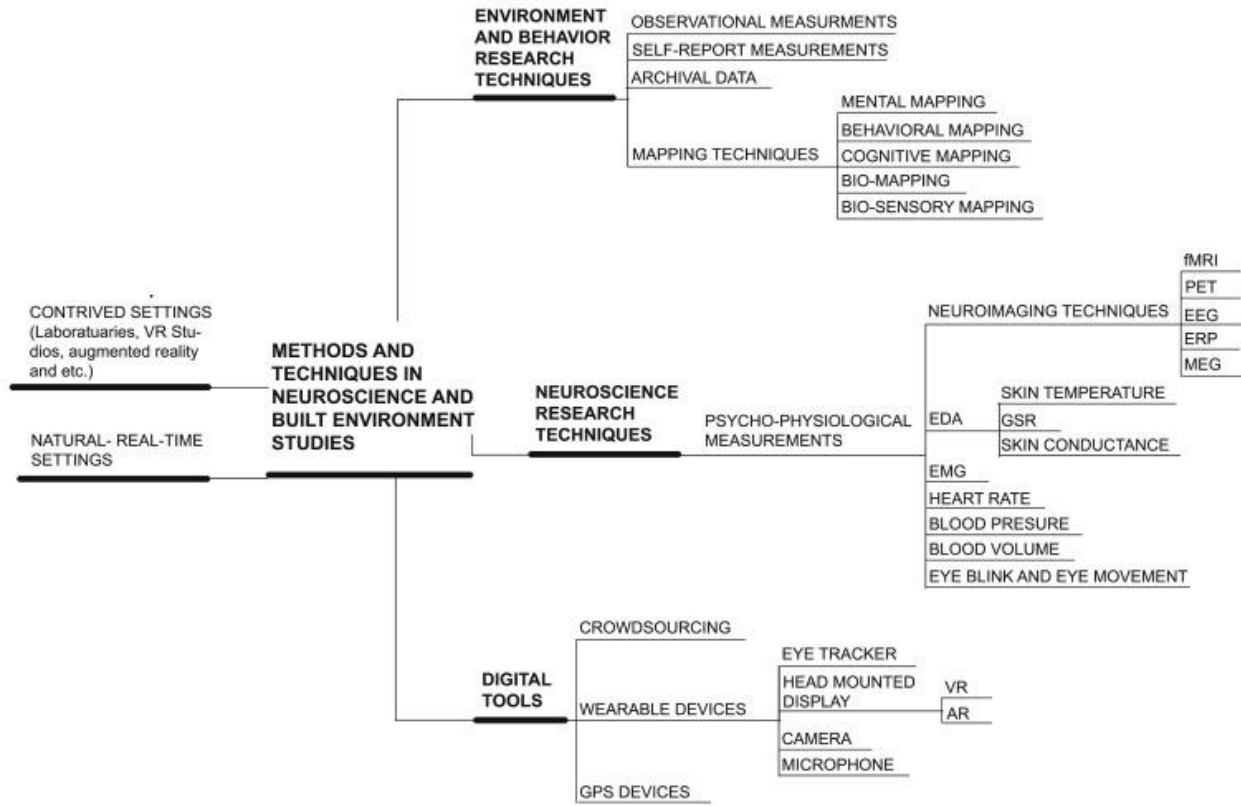 ENVIRONMENT
AND BEHAVIOR
RESEARCH
TECHNIQUES
OBSERVATIONAL MEASURMENTS
SELF-REPORT MEASUREMENTS
ARCHIVAL DATA
MAPPING TECHNIQUES
MENTAL MAPPING
BEHAVIORAL MAPPING
COGNITIVE MAPPING
BIO-MAPPING
BIO-SENSORY MAPPING
CONTRIVED SETTINGS
(Laboratuaries, VR Stu-
dios, augmented reality
and etc.)
NATURAL- REAL-TIME
SETTINGS
METHODS AND
TECHNIQUES IN
NEUROSCIENCE AND
BUILT ENVIRONMENT
STUDIES
NEUROSCIENCE
RESEARCH
TECHNIQUES
PSYCHO-PHYSIOLOGICAL
MEASUREMENTS
NEUROIMAGING TECHNIQUES
fMRI
PET
EEG
ERP
MEG
EDA
SKIN TEMPERATURE
GSR
SKIN CONDUCTANCE
EMG
HEART RATE
BLOOD PRESURE
BLOOD VOLUME
EYE BLINK AND EYE MOVEMENT
DIGITAL
TOOLS
CROWDSOURCING
WEARABLE DEVICES
EYE TRACKER
HEAD MOUNTED
DISPLAY
VR
AR
CAMERA
MICROPHONE
GPS DEVICES